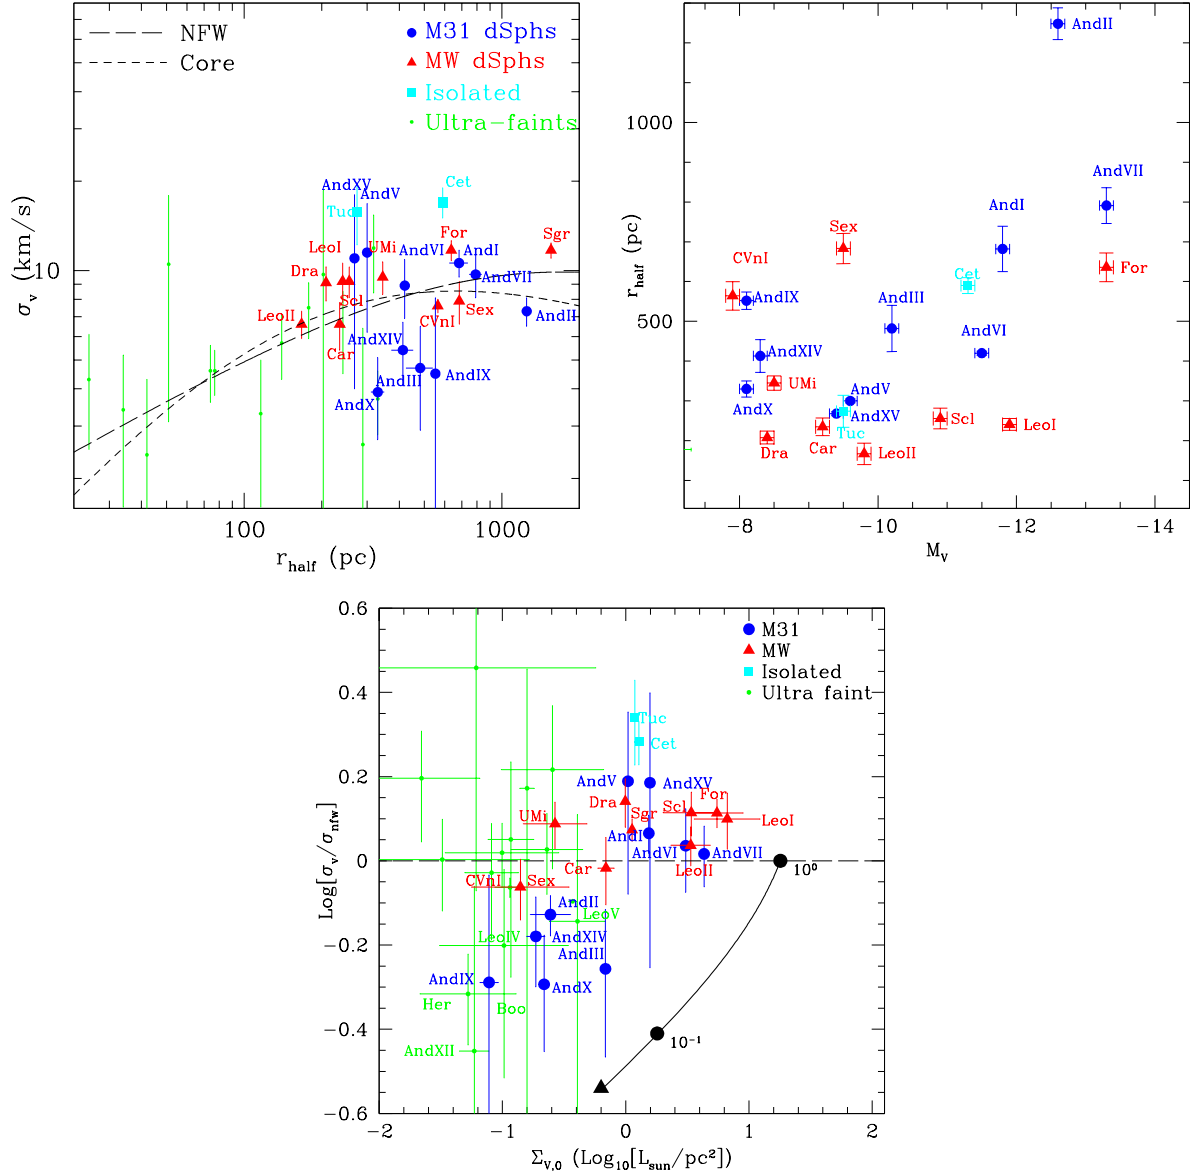 NFW
Core
M31 dSphs
MW dSphs
Isolated
Ultra-faints
AndXV
AndV
Cet
Tuc
LeoI
UMi
AndVI
For
AndI
Sgr
Dra
Scl
AndVII
LeoII
Car
CVnI
Sex
AndII
AndXIV
AndIII
AndIX
AndX
10
σv (km/s)
100
1000
rhalf (pc)
AndII
1000
AndVII
Sex
AndI
CVnI
For
Cet
AndIX
AndIII
500
AndVI
AndXIV
UMi
AndV
AndX
AndXV
Tuc
Scl
LeoI
Dra
Car
LeoII
rhalf (pc)
-8
-10
-12
-14
MV
0.6
M31
MW
Isolated
Ultra faint
0.4
Tuc
Cet
0.2
AndV
AndXV
Dra
Scl
For
UMi
Sgr
LeoI
AndI
AndVI
AndVII
0
Car
LeoII
10⁰
CVnI
Sex
AndII
LeoV
-0.2
LeoIV
AndXIV
AndIII
AndIX
AndX
Her
Boo
-0.4
10⁻¹
AndXII
-0.6
Log[σv/σnfw]
-2
-1
0
1
2
ΣV,0 (Log10[Lsun/pc²])